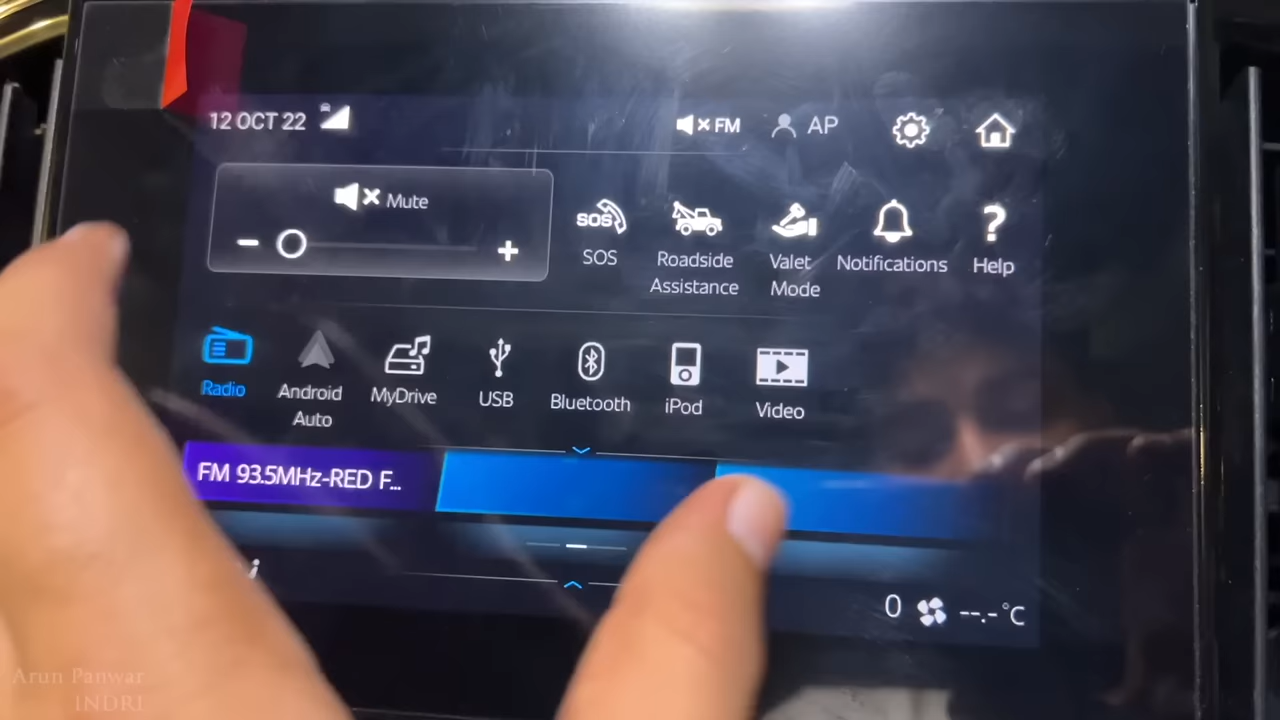 12 OCT 22
FM
AP
Mute
SOS
SOS
Roadside
Assistance
Valet
Mode
Notifications
?
Help
Radio
Android
Auto
MyDrive
USB
Bluetooth
iPod
Video
FM 93.5MHz-RED F...
i
0
--.-°C
Arun Panwar
INDRI